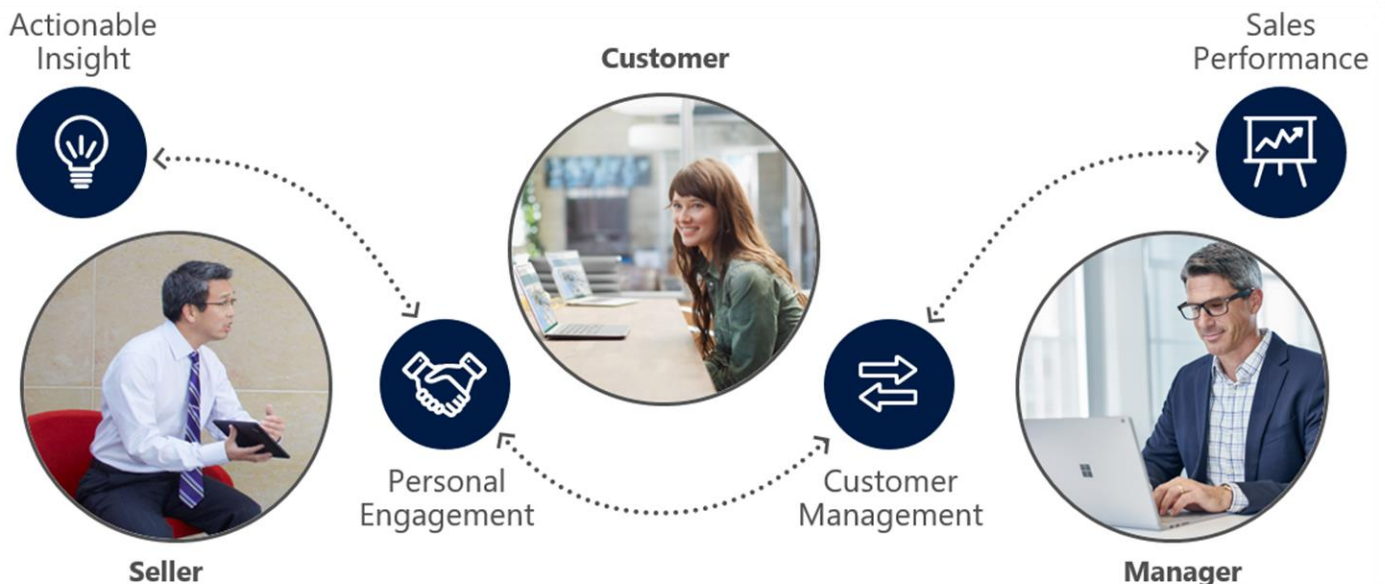 Actionable
Insight
Customer
Sales
Performance
Personal
Engagement
Customer
Management
Seller
Manager